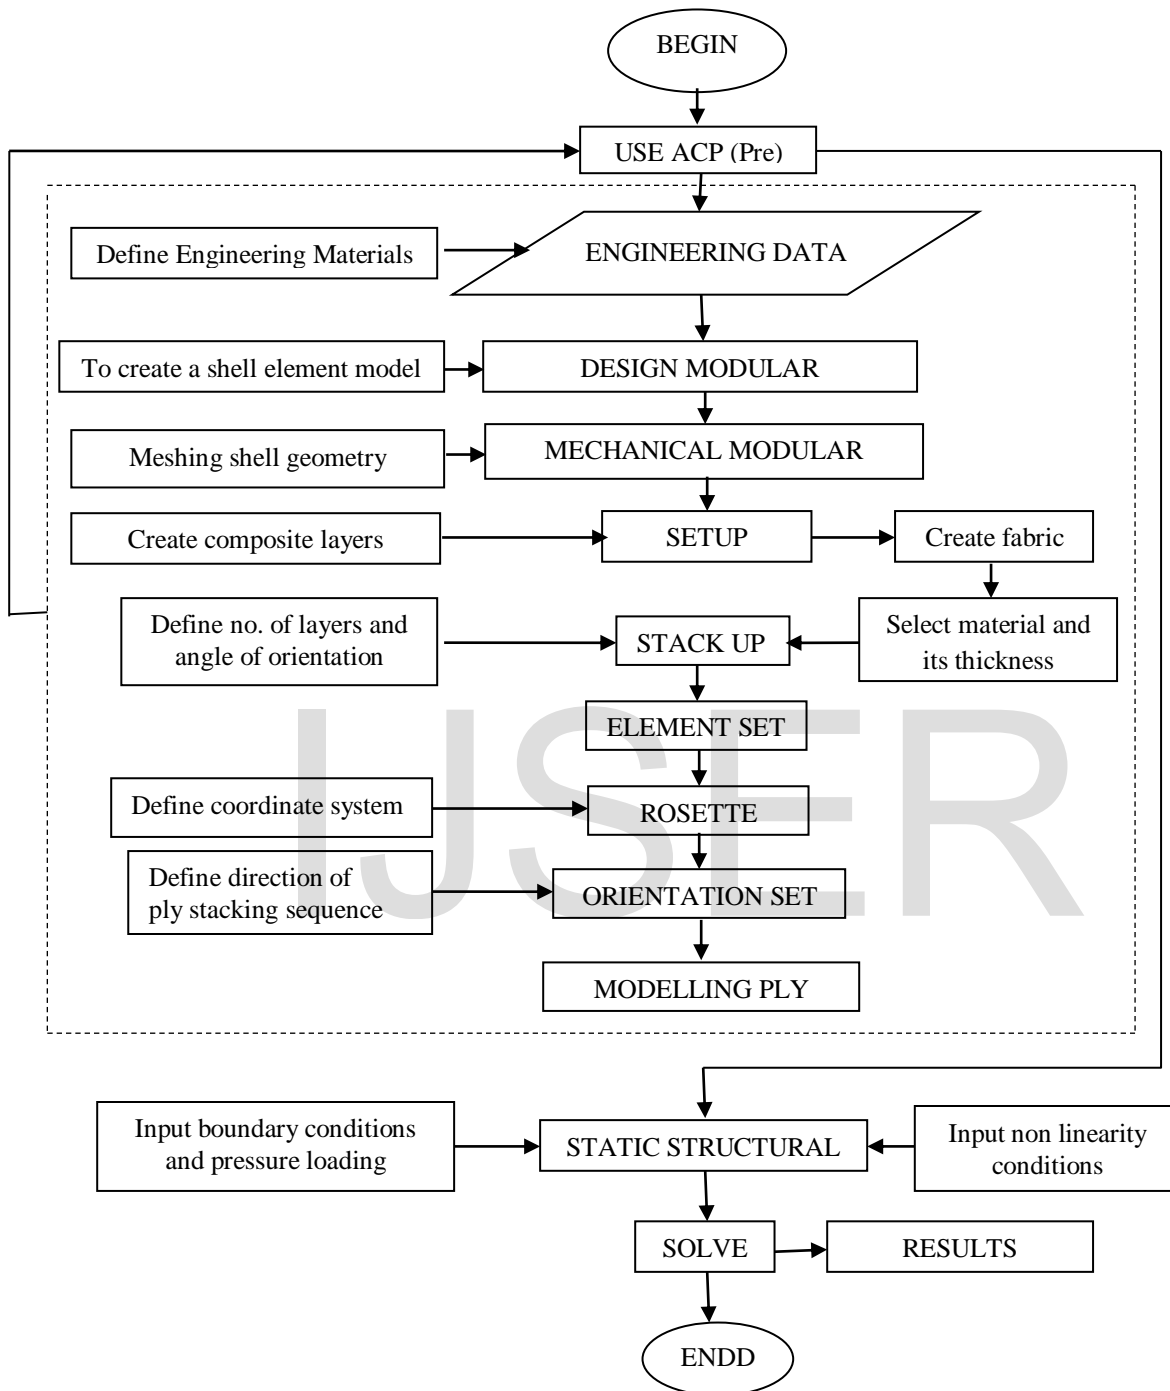 BEGIN
USE ACP (Pre)
Define Engineering Materials
ENGINEERING DATA
To create a shell element model
DESIGN MODULAR
Meshing shell geometry
MECHANICAL MODULAR
Create composite layers
SETUP
Create fabric
Define no. of layers and
angle of orientation
STACK UP
Select material and
its thickness
IJSER
ELEMENT SET
Define coordinate system
ROSETTE
Define direction of
ply stacking sequence
ORIENTATION SET
MODELLING PLY
Input boundary conditions
and pressure loading
STATIC STRUCTURAL
Input non linearity
conditions
SOLVE
RESULTS
ENDD